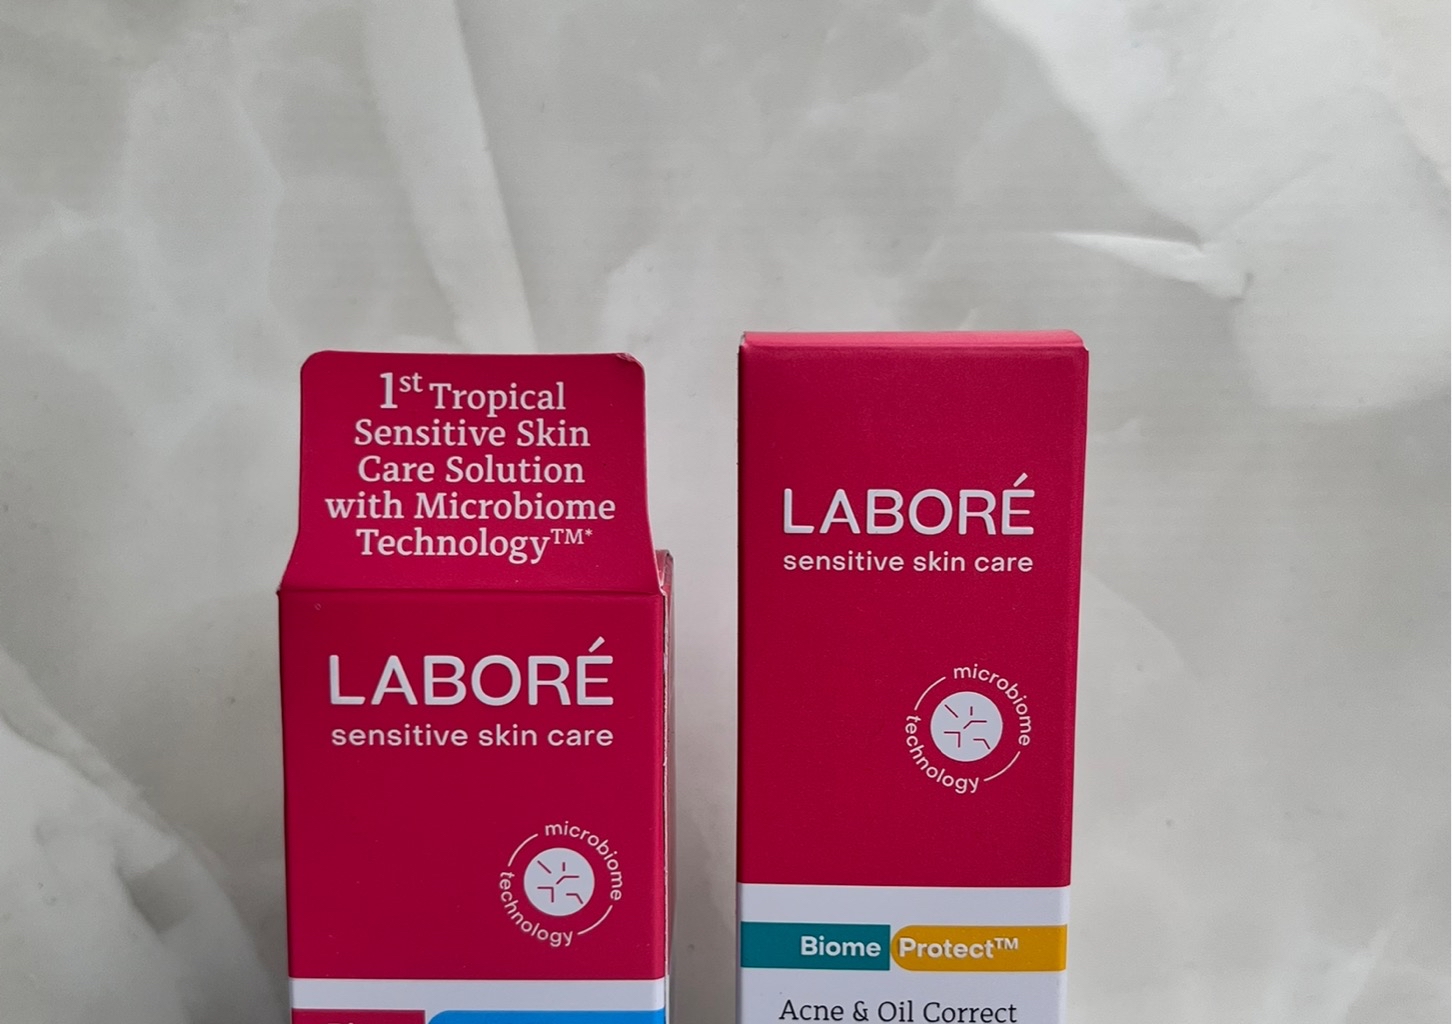 1st Tropical
Sensitive Skin
Care Solution
with Microbiome
Technology™*
LABORÉ
sensitive skin care
microbiome
technology
LABORÉ
sensitive skin care
microbiome
technology
Biome Protect™
Acne & Oil Correct